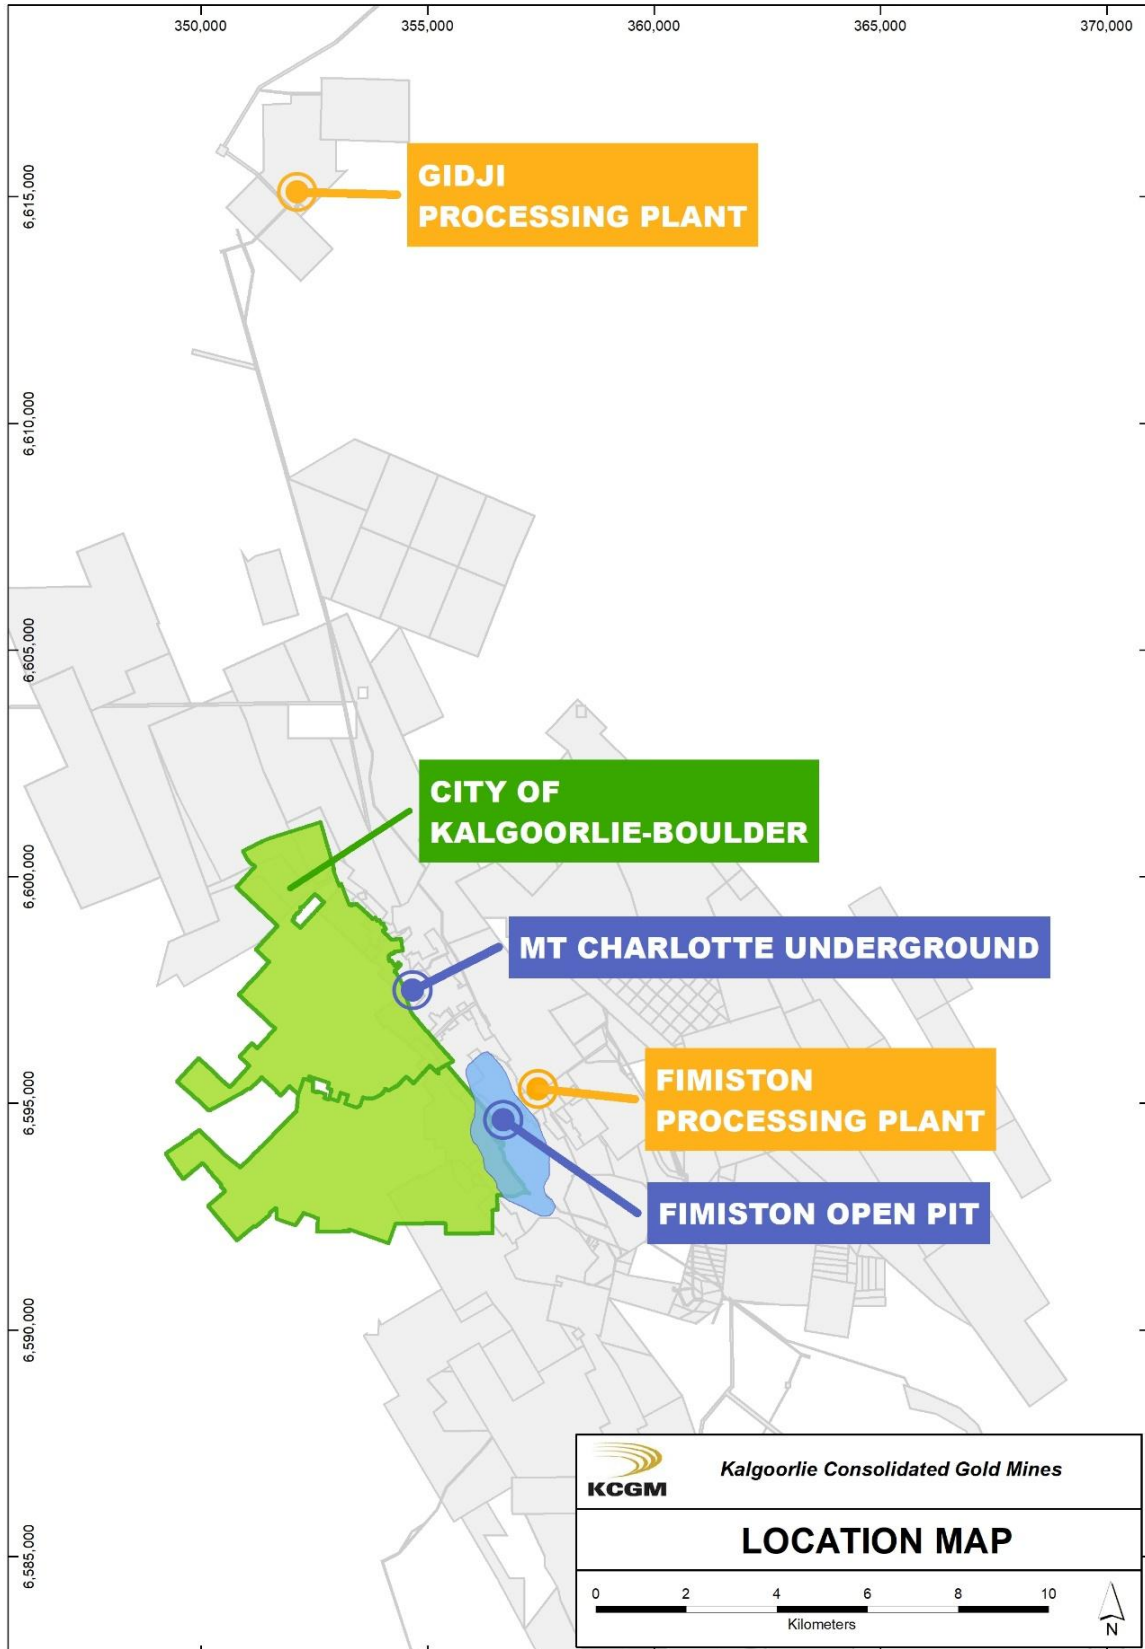 350,000
355,000
360,000
365,000
370,000
6,615,000
6,610,000
6,605,000
6,600,000
6,595,000
6,590,000
6,585,000
GIDJI
PROCESSING PLANT
CITY OF
KALGOORLIE-BOULDER
MT CHARLOTTE UNDERGROUND
FIMISTON
PROCESSING PLANT
FIMISTON OPEN PIT
KCGM
Kalgoorlie Consolidated Gold Mines
LOCATION MAP
0 2 4 6 8 10
Kilometers
N